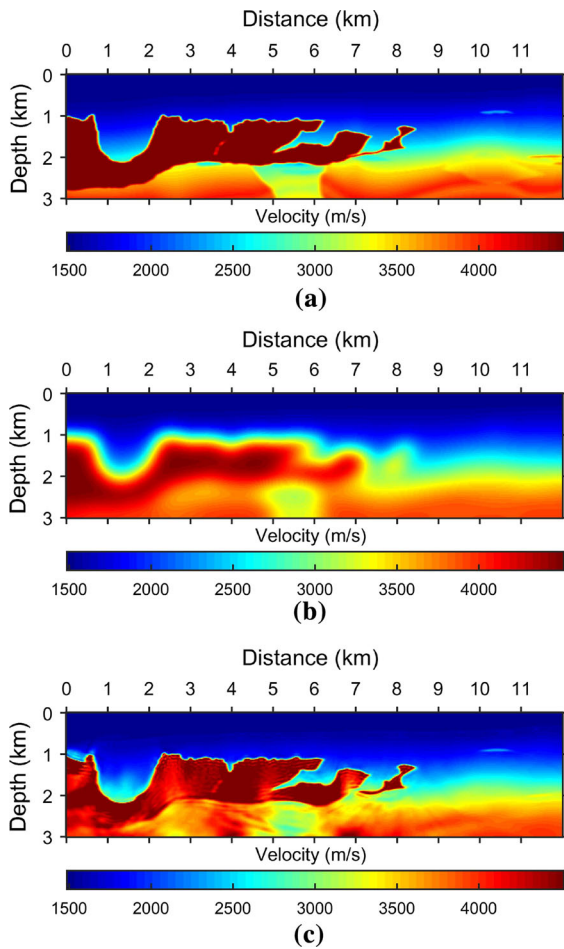 Distance (km)
0 1 2 3 4 5 6 7 8 9 10 11
Depth (km)
0
1
2
3
Velocity (m/s)
1500 2000 2500 3000 3500 4000
(a)
Distance (km)
0 1 2 3 4 5 6 7 8 9 10 11
Depth (km)
0
1
2
3
Velocity (m/s)
1500 2000 2500 3000 3500 4000
(b)
Distance (km)
0 1 2 3 4 5 6 7 8 9 10 11
Depth (km)
0
1
2
3
Velocity (m/s)
1500 2000 2500 3000 3500 4000
(c)